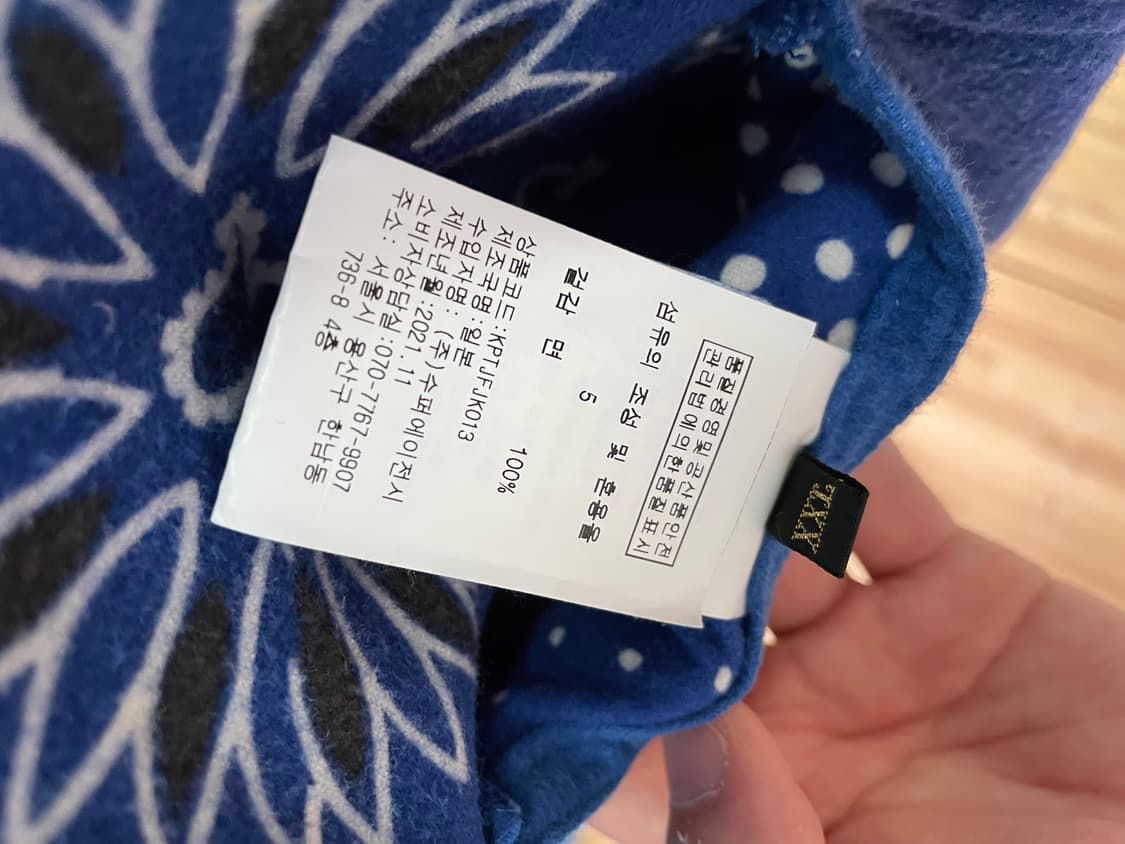 품질경영및공산품안전
관리법에의한품질표시
섬유의 조성 및 혼용율
5
겉감 면 100%
상품코드:KPTJFJJK013
제조국명:일본
수입자명: (주)수퍼에이전시
제조년월:2021.11
소비자상담실:070-7767-9907
주소: 서울시 용산구 한남동
736-8 4층
XXXL